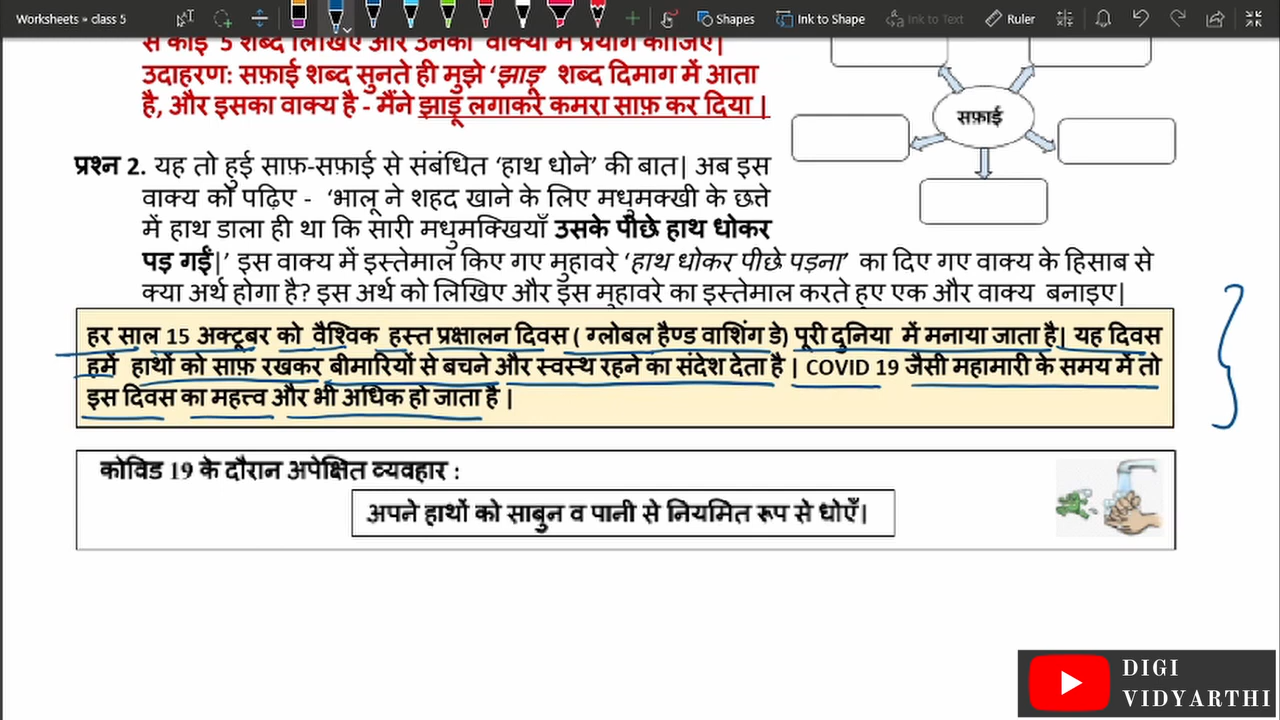 Worksheets » class 5
Shapes
Ink to Shape
Ink to Text
Ruler
से कोई 5 शब्द लिखिए और उनका वाक्यों में प्रयोग कीजिए|
उदाहरण: सफ़ाई शब्द सुनते ही मुझे ‘झाड़ू’ शब्द दिमाग में आता
है, और इसका वाक्य है - मैंने झाड़ू लगाकर कमरा साफ़ कर दिया |
सफ़ाई
प्रश्न 2. यह तो हुई साफ़-सफ़ाई से संबंधित ‘हाथ धोने’ की बात| अब इस
वाक्य को पढ़िए - ‘भालू ने शहद खाने के लिए मधुमक्खी के छत्ते
में हाथ डाला ही था कि सारी मधुमक्खियाँ उसके पीछे हाथ धोकर
पड़ गईं|’ इस वाक्य में इस्तेमाल किए गए मुहावरे ‘हाथ धोकर पीछे पड़ना’ का दिए गए वाक्य के हिसाब से
क्या अर्थ होगा है? इस अर्थ को लिखिए और इस मुहावरे का इस्तेमाल करते हुए एक और वाक्य बनाइए|
हर साल 15 अक्टूबर को वैश्विक हस्त प्रक्षालन दिवस ( ग्लोबल हैण्ड वाशिंग डे) पूरी दुनिया में मनाया जाता है| यह दिवस
हमें हाथों को साफ़ रखकर बीमारियों से बचने और स्वस्थ रहने का संदेश देता है | COVID 19 जैसी महामारी के समय में तो
इस दिवस का महत्त्व और भी अधिक हो जाता है |
कोविड 19 के दौरान अपेक्षित व्यवहार :
अपने हाथों को साबुन व पानी से नियमित रूप से धोएँ|
DIGI
VIDYARTHI